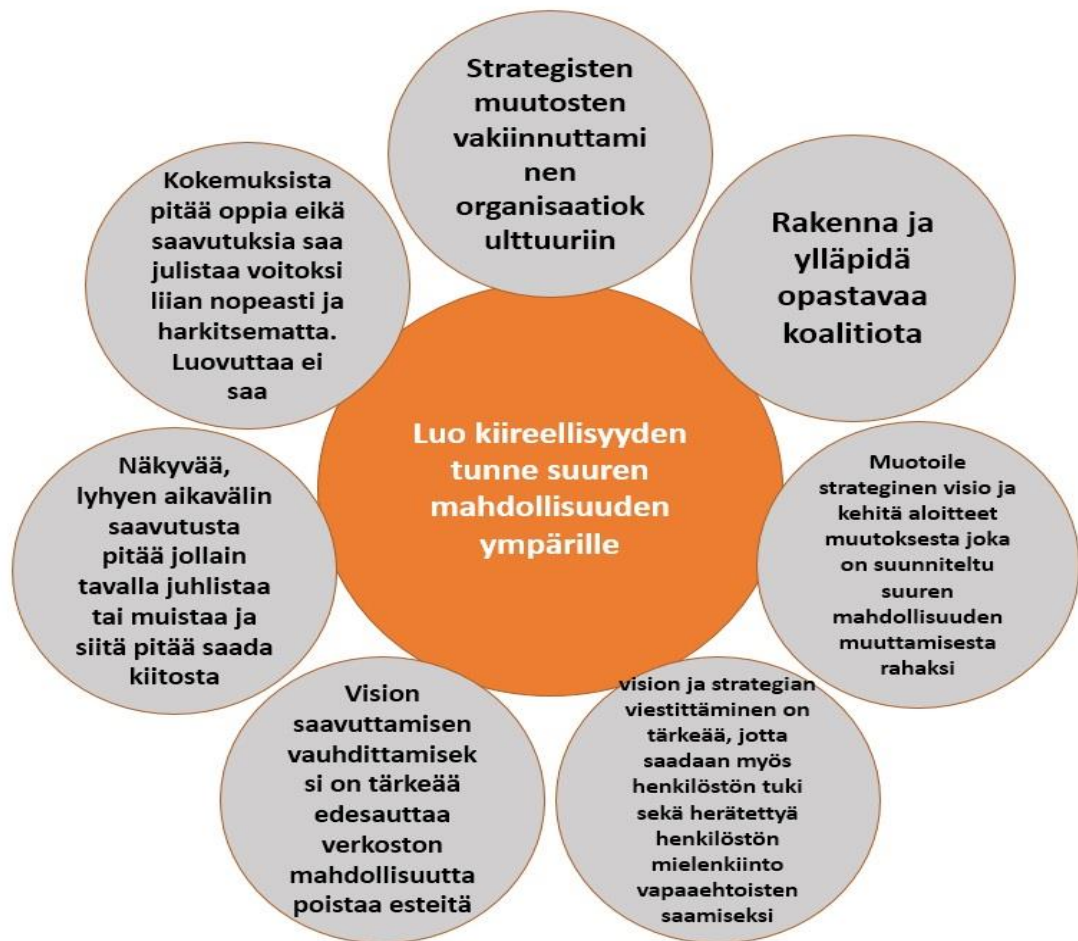 Strategisten
muutosten
vakiinnuttami
nen
organisaatiok
ulttuuriin
Rakenna ja
ylläpidä
opastavaa
koalitiota
Muotoile
strateginen visio ja
kehitä aloitteet
muutoksesta joka
on suunniteltu
suuren
mahdollisuuden
muuttamisesta
rahaksi
vision ja strategian
viestittäminen on
tärkeää, jotta
saadaan myös
henkilöstön tuki
sekä herätettyä
henkilöstön
mielenkiinto
vapaaehtoisten
saamiseksi
Vision
saavuttamisen
vauhdittamisek
si on tärkeää
edesauttaa
verkoston
mahdollisuutta
poistaa esteitä
Näkyvää,
lyhyen aikavälin
saavutusta
pitää jollain
tavalla juhlistaa
tai muistaa ja
siitä pitää saada
kiitosta
Kokemuksista
pitää oppia eikä
saavutuksia saa
julistaa voitoksi
liian nopeasti ja
harkitsematta.
Luovuttaa ei
saa
Luo kiireellisyyden
tunne suuren
mahdollisuuden
ympärille